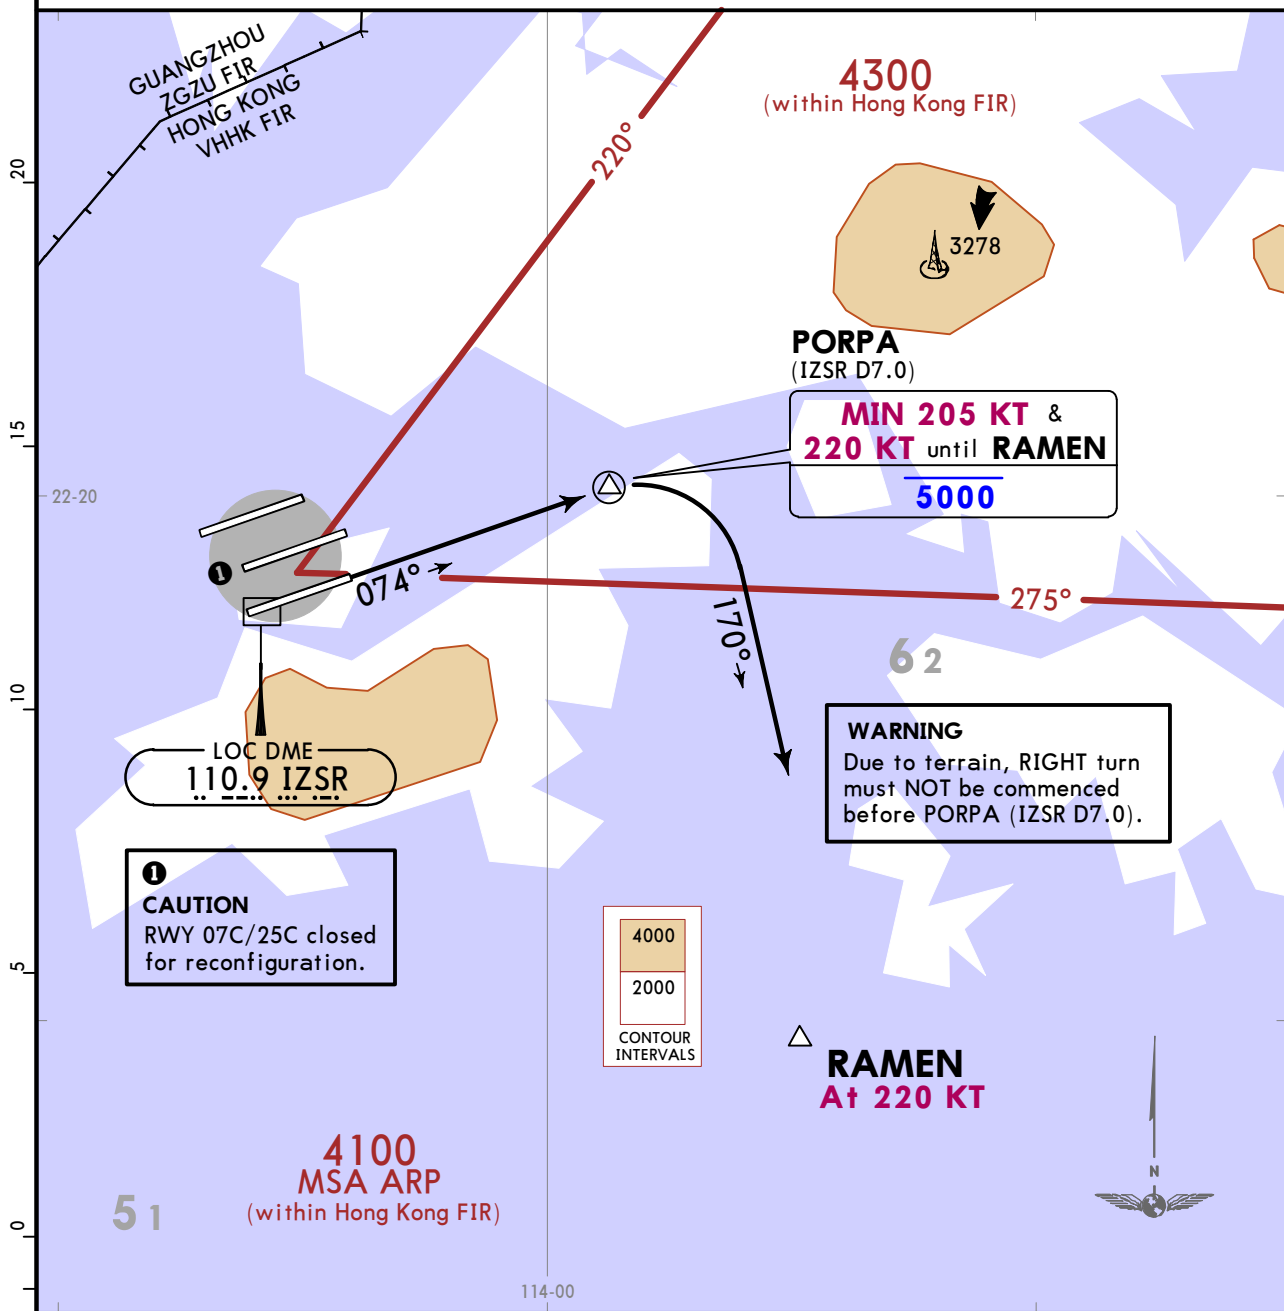 GUANGZHOU
ZGZU FIR
HONG KONG
VHHK FIR
4300
(within Hong Kong FIR)
220°
20
3278
PORPA
(IZSR D7.0)
MIN 205 KT &
220 KT until RAMEN
5000
15
22-20
1
074°
275°
170°
6 2
10
LOC DME
110.9 IZSR
WARNING
Due to terrain, RIGHT turn
must NOT be commenced
before PORPA (IZSR D7.0).
1
CAUTION
RWY 07C/25C closed
for reconfiguration.
4000
2000
CONTOUR
INTERVALS
5
RAMEN
At 220 KT
4100
MSA ARP
(within Hong Kong FIR)
N
5 1
0
114-00